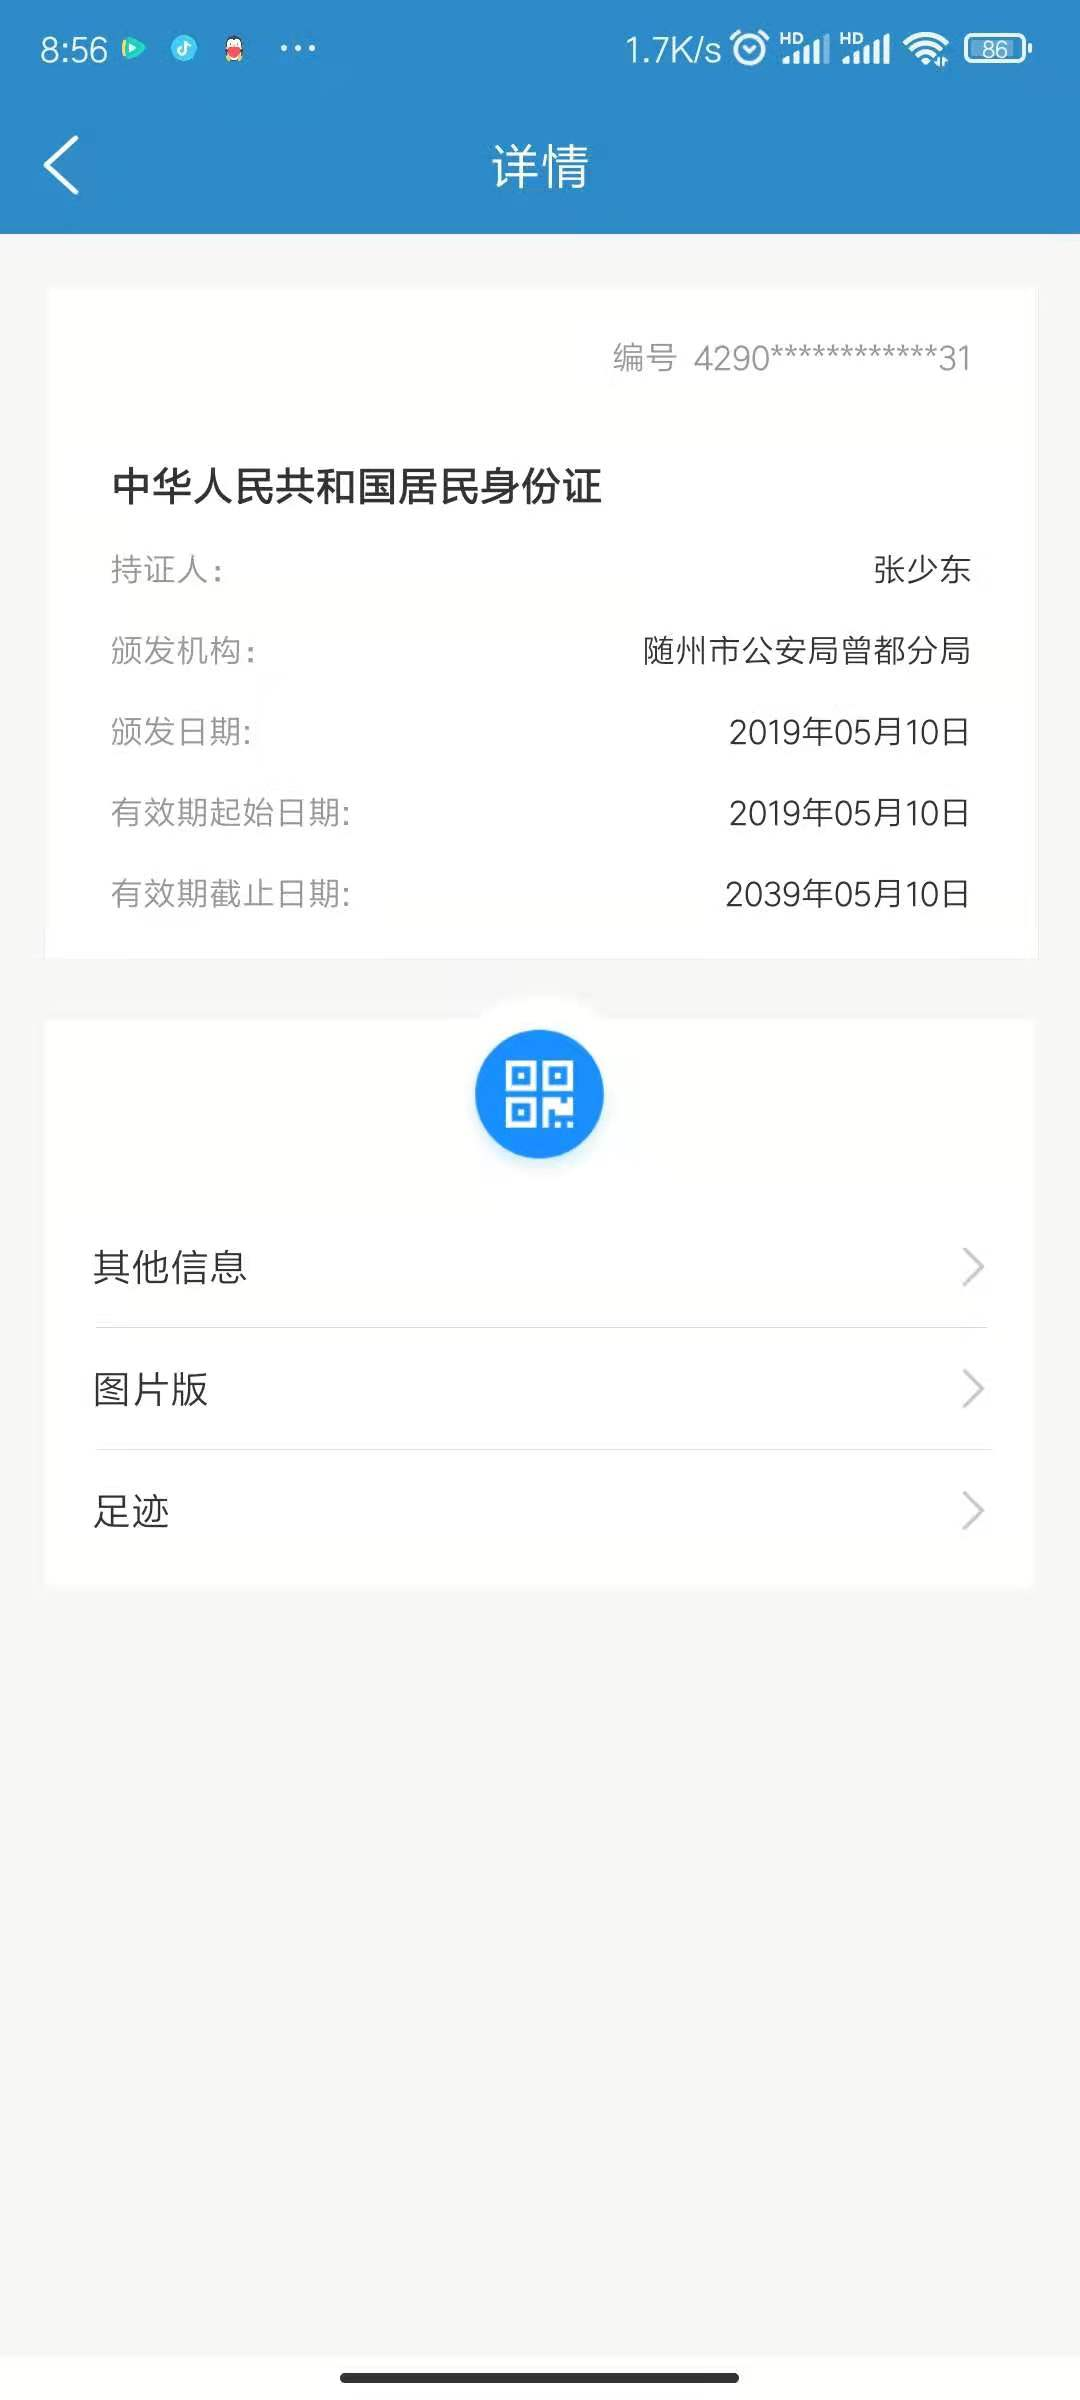 8:56 ... 1.7K/s HD HD 86
详情
编号 4290************31
中华人民共和国居民身份证
持证人: 张少东
颁发机构: 随州市公安局曾都分局
颁发日期: 2019年05月10日
有效期起始日期: 2019年05月10日
有效期截止日期: 2039年05月10日
其他信息
图片版
足迹